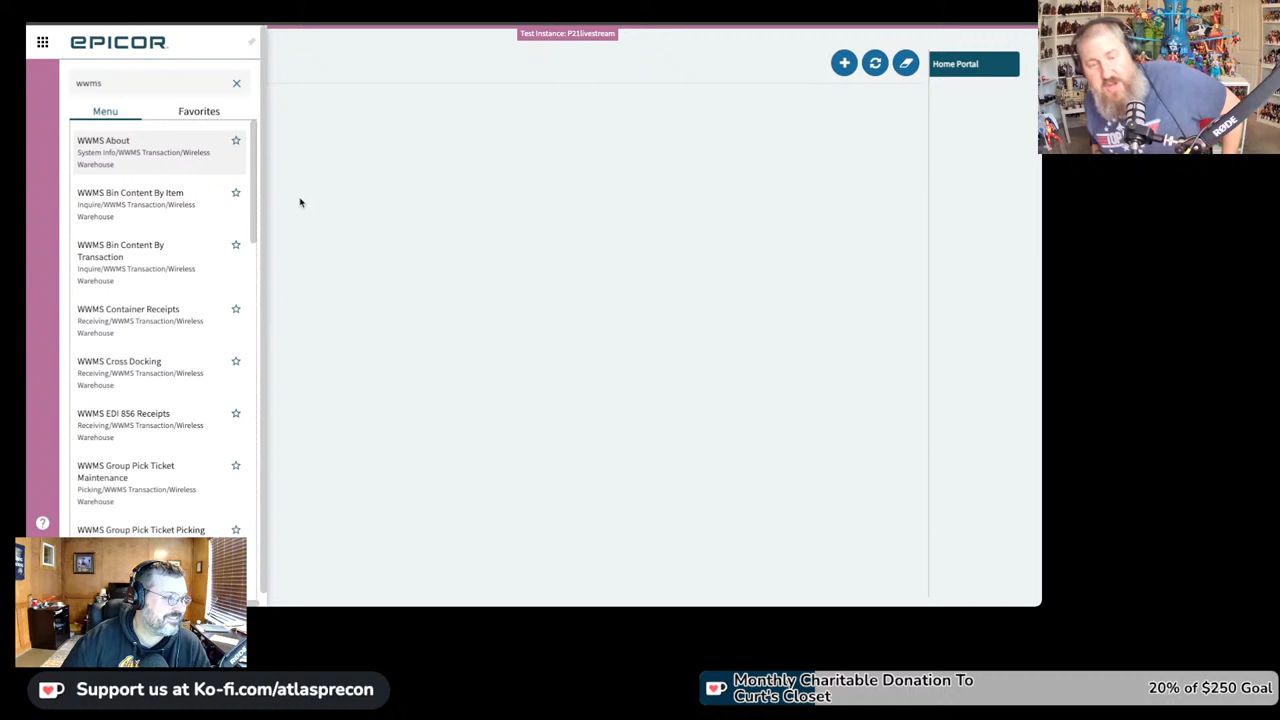 Test Instance: P21livestream
EPICOR
wwms
Menu
Favorites
Home Portal
WWMS About
System Info/WWMS Transaction/Wireless
Warehouse
WWMS Bin Content By Item
Inquire/WWMS Transaction/Wireless
Warehouse
WWMS Bin Content By
Transaction
Inquire/WWMS Transaction/Wireless
Warehouse
WWMS Container Receipts
Receiving/WWMS Transaction/Wireless
Warehouse
WWMS Cross Docking
Receiving/WWMS Transaction/Wireless
Warehouse
WWMS EDI 856 Receipts
Receiving/WWMS Transaction/Wireless
Warehouse
WWMS Group Pick Ticket
Maintenance
Picking/WWMS Transaction/Wireless
Warehouse
WWMS Group Pick Ticket Picking
TOP
RØDE
Support us at Ko-fi.com/atlasprecon
Monthly Charitable Donation To
Curt's Closet
20% of $250 Goal